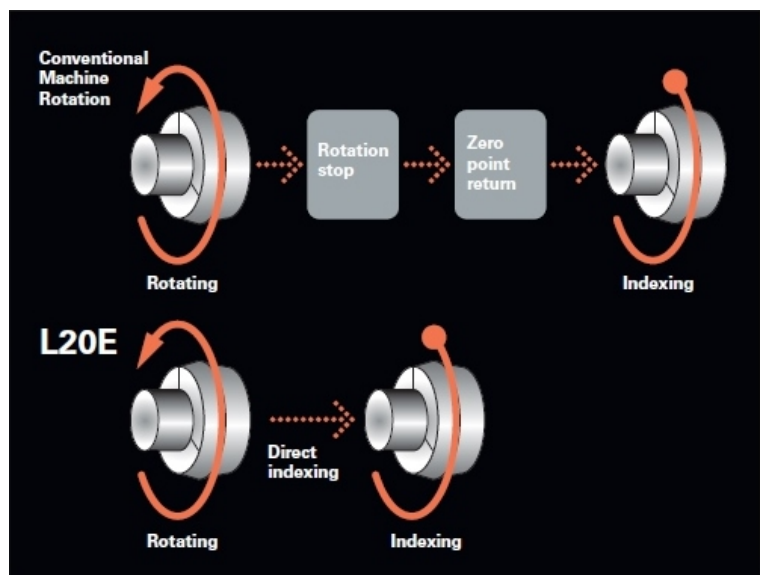 Conventional
Machine
Rotation
Rotation
stop
Zero
point
return
Rotating
Indexing
L20E
Direct
indexing
Rotating
Indexing